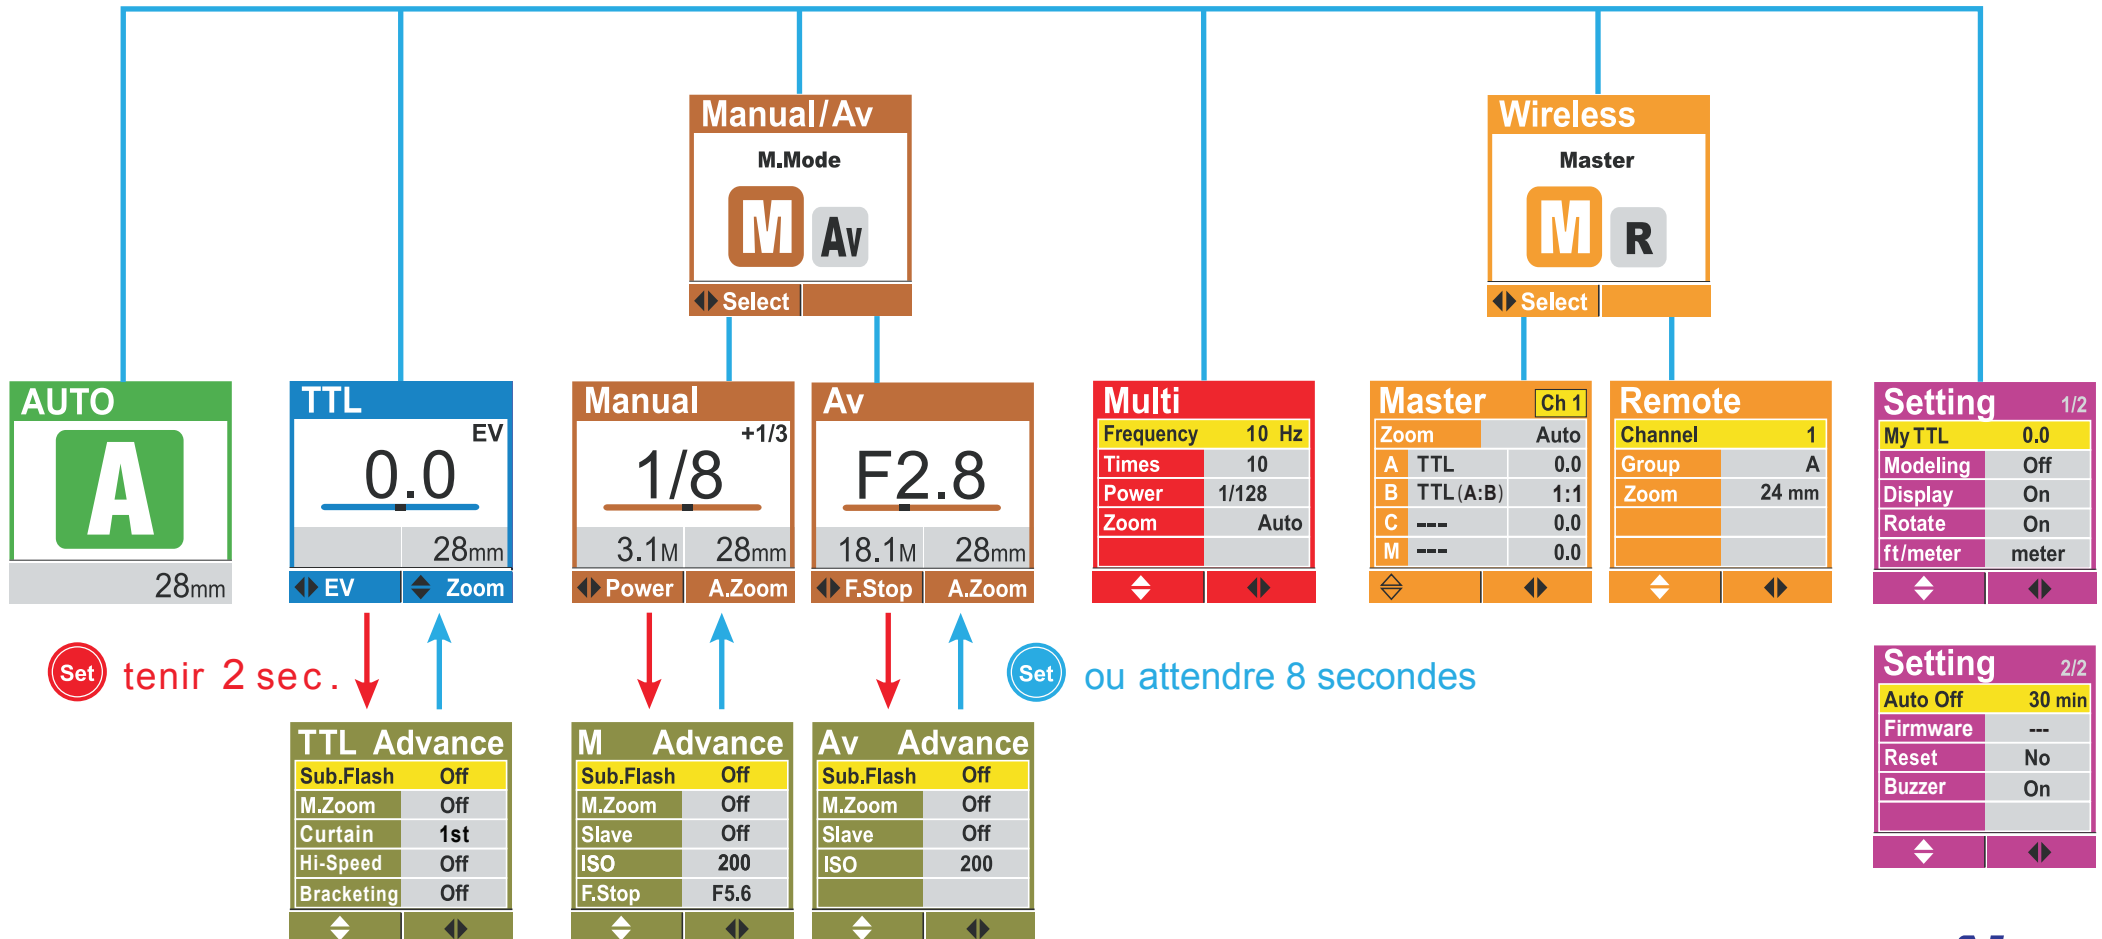 Manual/Av
M.Mode
M Av
Select
Wireless
Master
M R
Select
AUTO
A
28mm
TTL
EV
0.0
28mm
EV Zoom
Manual
+1/3
1/8
3.1M 28mm
Power A.Zoom
Av
F2.8
18.1M 28mm
F.Stop A.Zoom
Multi
Frequency 10 Hz
Times 10
Power 1/128
Zoom Auto
Master Ch 1
Zoom Auto
A TTL 0.0
B TTL(A:B) 1:1
C --- 0.0
M --- 0.0
Remote
Channel 1
Group A
Zoom 24 mm
Setting 1/2
My TTL 0.0
Modeling Off
Display On
Rotate On
ft/meter meter
Set tenir 2 sec.
Set ou attendre 8 secondes
TTL Advance
Sub.Flash Off
M.Zoom Off
Curtain 1st
Hi-Speed Off
Bracketing Off
M Advance
Sub.Flash Off
M.Zoom Off
Slave Off
ISO 200
F.Stop F5.6
Av Advance
Sub.Flash Off
M.Zoom Off
Slave Off
ISO 200
Setting 2/2
Auto Off 30 min
Firmware ---
Reset No
Buzzer On